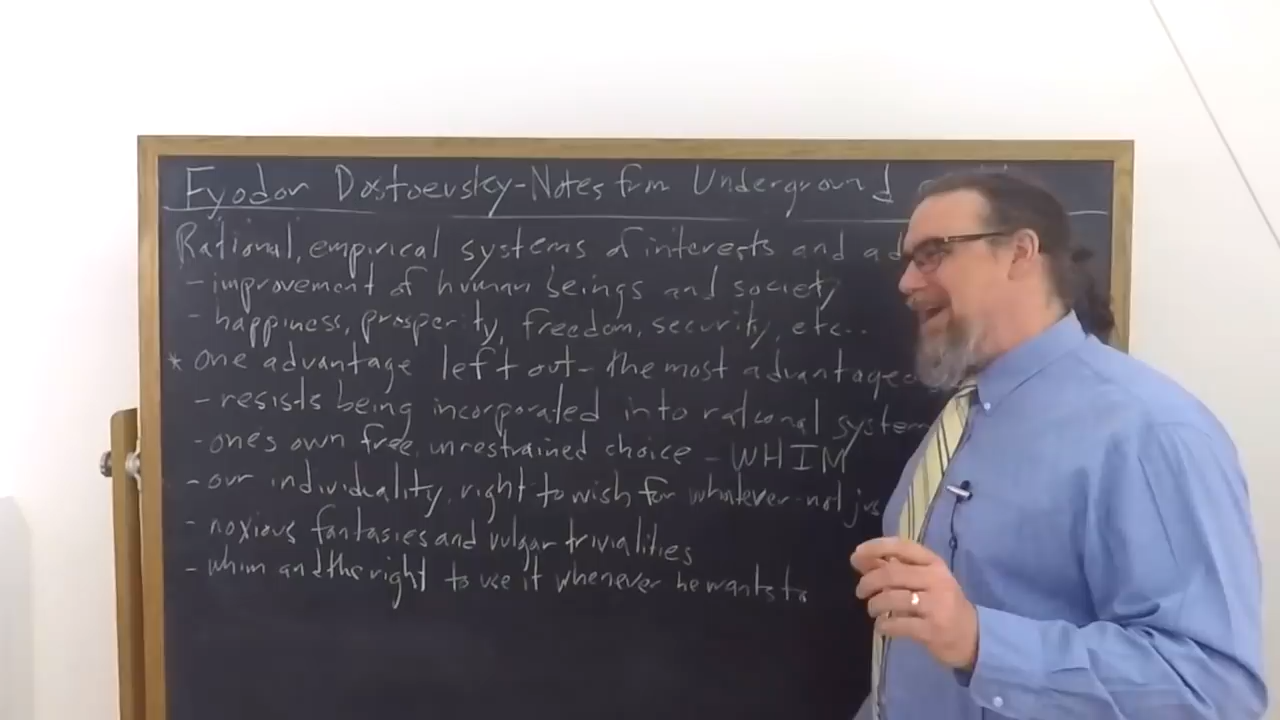 Fyodor Dostoevsky - Notes from Underground
Rational, empirical systems of interests and ad
- improvement of human beings and society
- happiness, prosperity, freedom, security, etc..
* one advantage left out - the most advantage
- resists being incorporated into rational system
- one's own free, unrestrained choice - WHIM
- our individuality, right to wish for whatever - not jus
- noxious fantasies and vulgar trivialities
- whim and the right to use it whenever he wants to